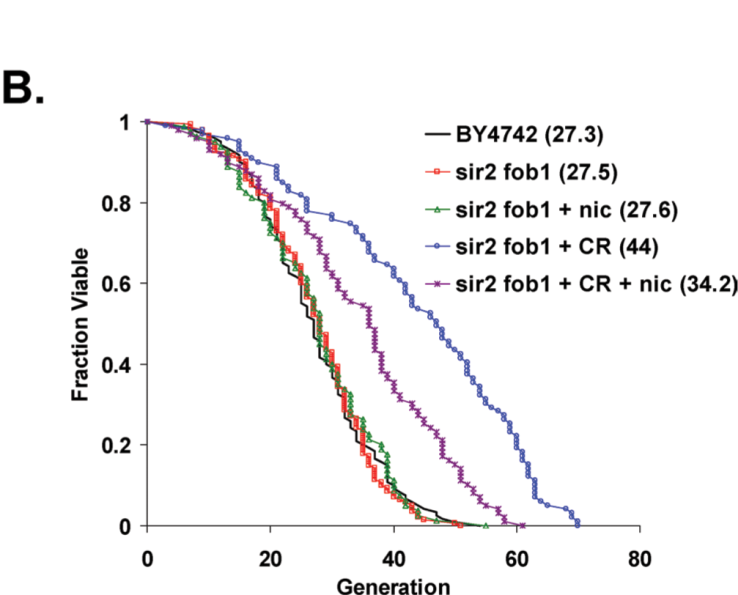 B.
Fraction Viable
1
0.8
0.6
0.4
0.2
0
0 20 40 60 80
Generation
BY4742 (27.3)
sir2 fob1 (27.5)
sir2 fob1 + nic (27.6)
sir2 fob1 + CR (44)
sir2 fob1 + CR + nic (34.2)